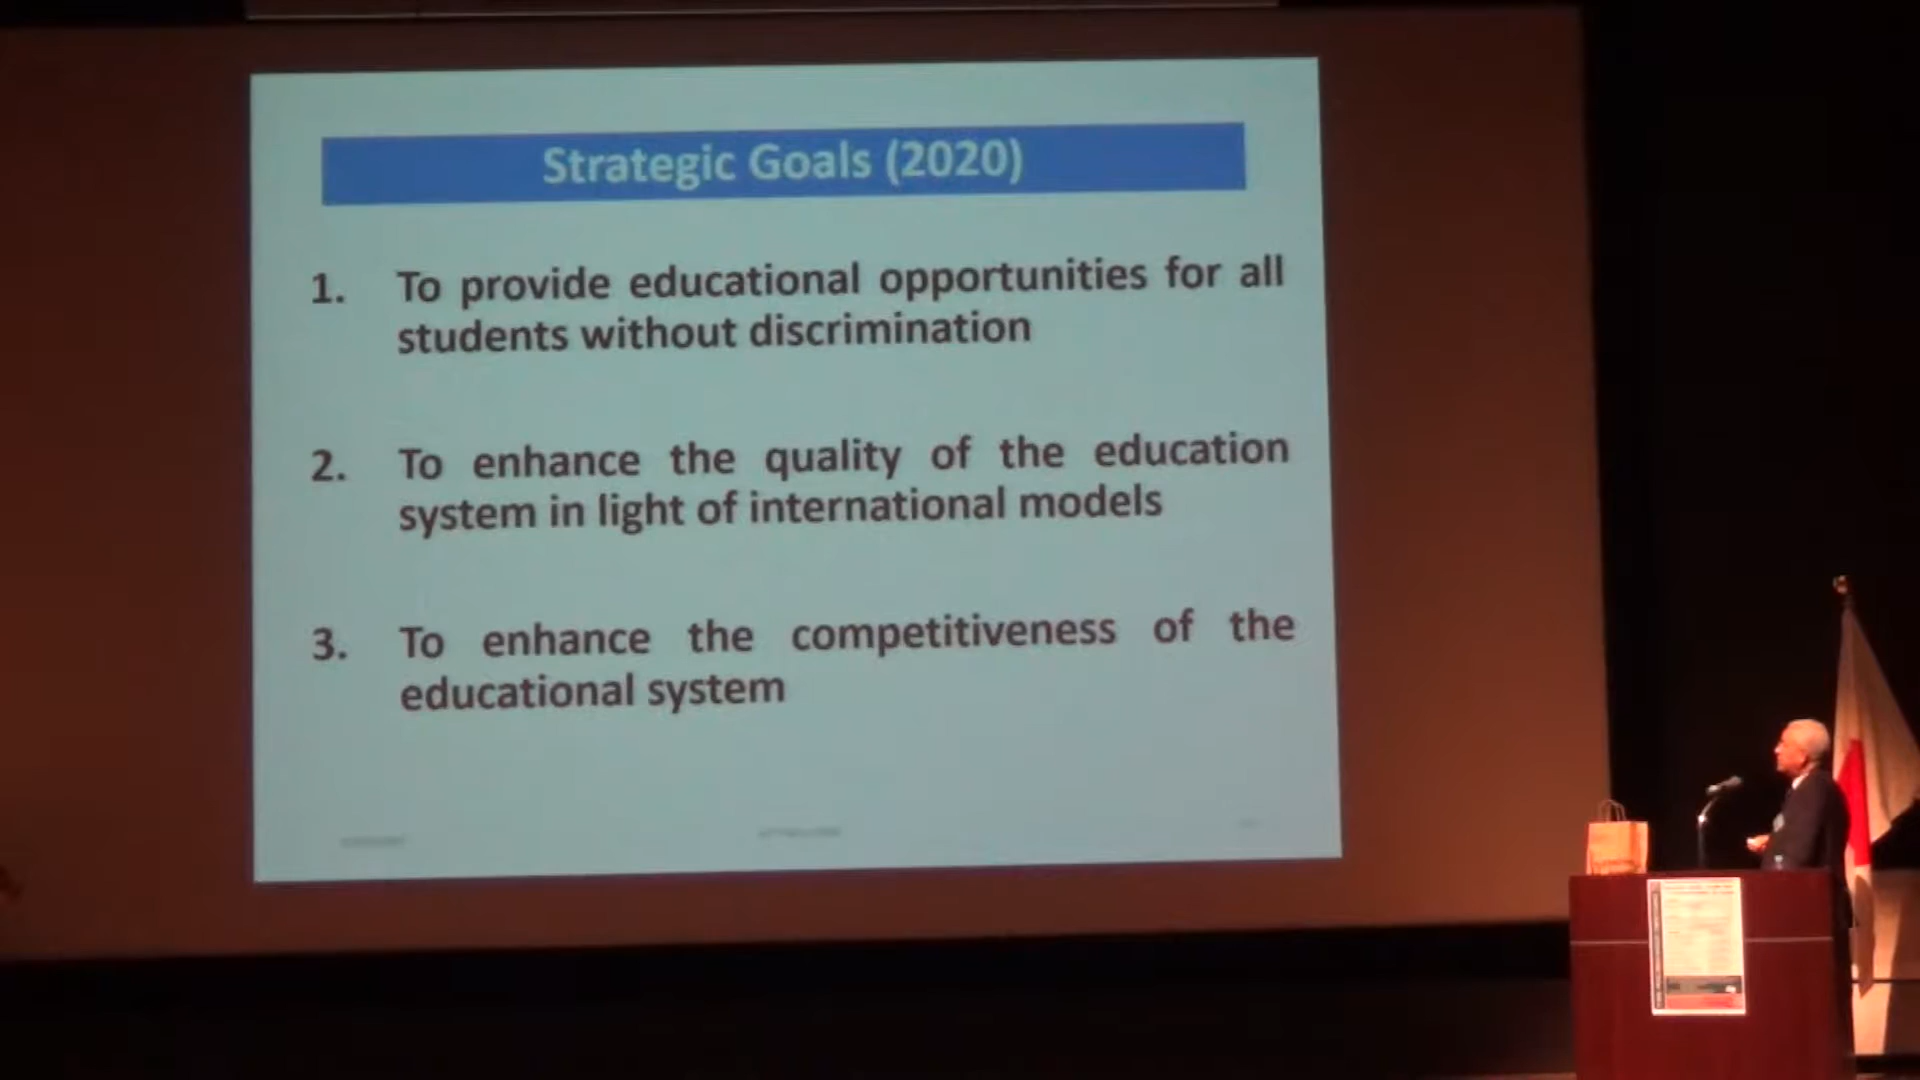 Strategic Goals (2020)
1. To provide educational opportunities for all
students without discrimination
2. To enhance the quality of the education
system in light of international models
3. To enhance the competitiveness of the
educational system